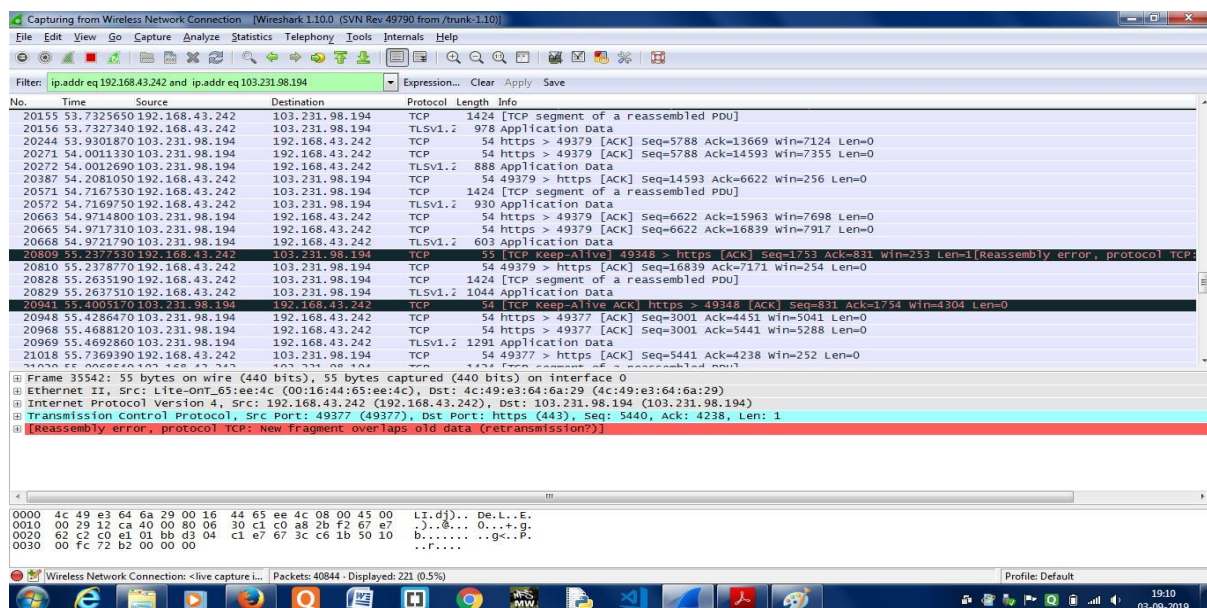 Capturing from Wireless Network Connection [Wireshark 1.10.0 (SVN Rev 49790 from /trunk-1.10)]
File Edit View Go Capture Analyze Statistics Telephony Tools Internals Help
Filter: ip.addr eq 192.168.43.242 and ip.addr eq 103.231.98.194 Expression... Clear Apply Save
No. Time Source Destination Protocol Length Info
20155 53.7325650 192.168.43.242 103.231.98.194 TCP 1424 [TCP segment of a reassembled PDU]
20156 53.7327340 192.168.43.242 103.231.98.194 TLSv1.2 978 Application Data
20244 53.9301870 103.231.98.194 192.168.43.242 TCP 54 https > 49379 [ACK] Seq=5788 Ack=13669 Win=7124 Len=0
20271 54.0011330 103.231.98.194 192.168.43.242 TCP 54 https > 49379 [ACK] Seq=5788 Ack=14593 Win=7355 Len=0
20272 54.0012690 103.231.98.194 192.168.43.242 TLSv1.2 888 Application Data
20387 54.2081050 192.168.43.242 103.231.98.194 TCP 54 49379 > https [ACK] Seq=14593 Ack=6622 Win=256 Len=0
20571 54.7167530 192.168.43.242 103.231.98.194 TCP 1424 [TCP segment of a reassembled PDU]
20572 54.7169750 192.168.43.242 103.231.98.194 TLSv1.2 930 Application Data
20663 54.9714800 103.231.98.194 192.168.43.242 TCP 54 https > 49379 [ACK] Seq=6622 Ack=15963 Win=7698 Len=0
20665 54.9717310 103.231.98.194 192.168.43.242 TCP 54 https > 49379 [ACK] Seq=6622 Ack=16839 Win=7917 Len=0
20668 54.9721790 103.231.98.194 192.168.43.242 TLSv1.2 603 Application Data
20809 55.2377530 192.168.43.242 103.231.98.194 TCP 55 [TCP Keep-Alive] 49348 > https [ACK] Seq=1753 Ack=831 Win=253 Len=1[Reassembly error, protocol TCP:
20810 55.2378770 192.168.43.242 103.231.98.194 TCP 54 49379 > https [ACK] Seq=16839 Ack=7171 Win=254 Len=0
20828 55.2635190 192.168.43.242 103.231.98.194 TCP 1424 [TCP segment of a reassembled PDU]
20829 55.2637510 192.168.43.242 103.231.98.194 TLSv1.2 1044 Application Data
20941 55.4005170 103.231.98.194 192.168.43.242 TCP 54 [TCP Keep-Alive ACK] https > 49348 [ACK] Seq=831 Ack=1754 Win=4304 Len=0
20948 55.4286470 103.231.98.194 192.168.43.242 TCP 54 https > 49377 [ACK] Seq=3001 Ack=4451 Win=5041 Len=0
20968 55.4688120 103.231.98.194 192.168.43.242 TCP 54 https > 49377 [ACK] Seq=3001 Ack=5441 Win=5288 Len=0
20969 55.4692860 103.231.98.194 192.168.43.242 TLSv1.2 1291 Application Data
21018 55.7369390 192.168.43.242 103.231.98.194 TCP 54 49377 > https [ACK] Seq=5441 Ack=4238 Win=252 Len=0
Frame 35542: 55 bytes on wire (440 bits), 55 bytes captured (440 bits) on interface 0
Ethernet II, Src: Lite-OnT_65:ee:4c (00:16:44:65:ee:4c), Dst: 4c:49:e3:64:6a:29 (4c:49:e3:64:6a:29)
Internet Protocol Version 4, Src: 192.168.43.242 (192.168.43.242), Dst: 103.231.98.194 (103.231.98.194)
Transmission Control Protocol, Src Port: 49377 (49377), Dst Port: https (443), Seq: 5440, Ack: 4238, Len: 1
[Reassembly error, protocol TCP: New fragment overlaps old data (retransmission?)]
0000 4c 49 e3 64 6a 29 00 16 44 65 ee 4c 08 00 45 00 LI.dj).. De.L..E.
0010 00 29 12 ca 40 00 80 06 30 c1 c0 a8 2b f2 67 e7 .)..@... 0...+.g.
0020 62 c2 c0 e1 01 bb d3 04 c1 e7 67 3c c6 1b 50 10 b....... ..g<..P.
0030 00 fc 72 b2 00 00 00 ..r....
Wireless Network Connection: <live capture i... Packets: 40844 · Displayed: 221 (0.5%) Profile: Default
19:10
03-09-2019